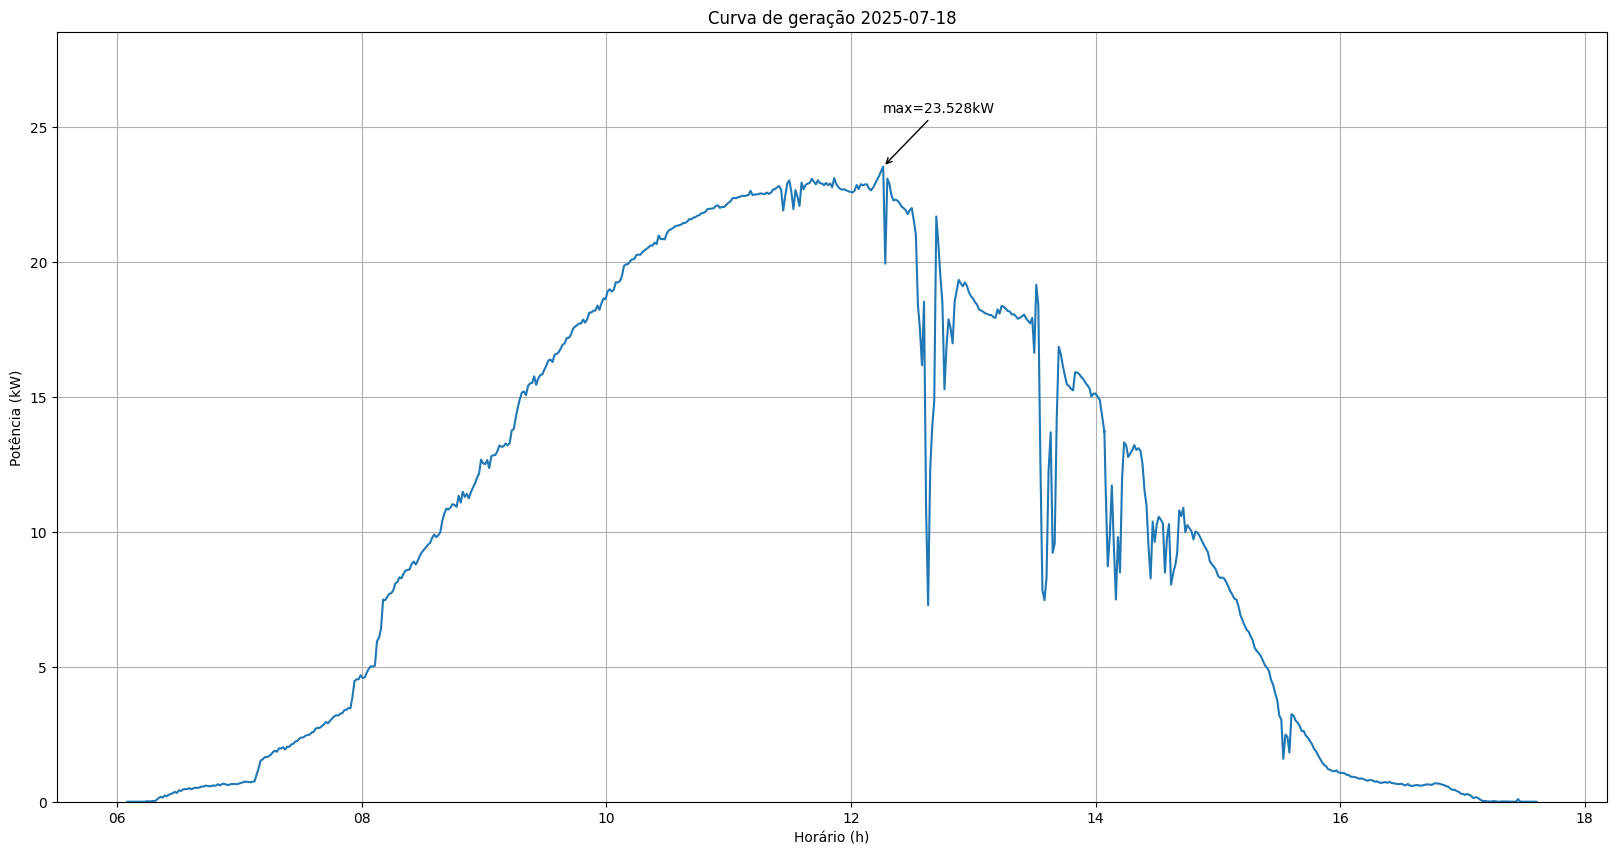 Curva de geração 2025-07-18
max=23.528kW
Potência (kW)
25
20
15
10
5
0
06 08 10 12 14 16 18
Horário (h)